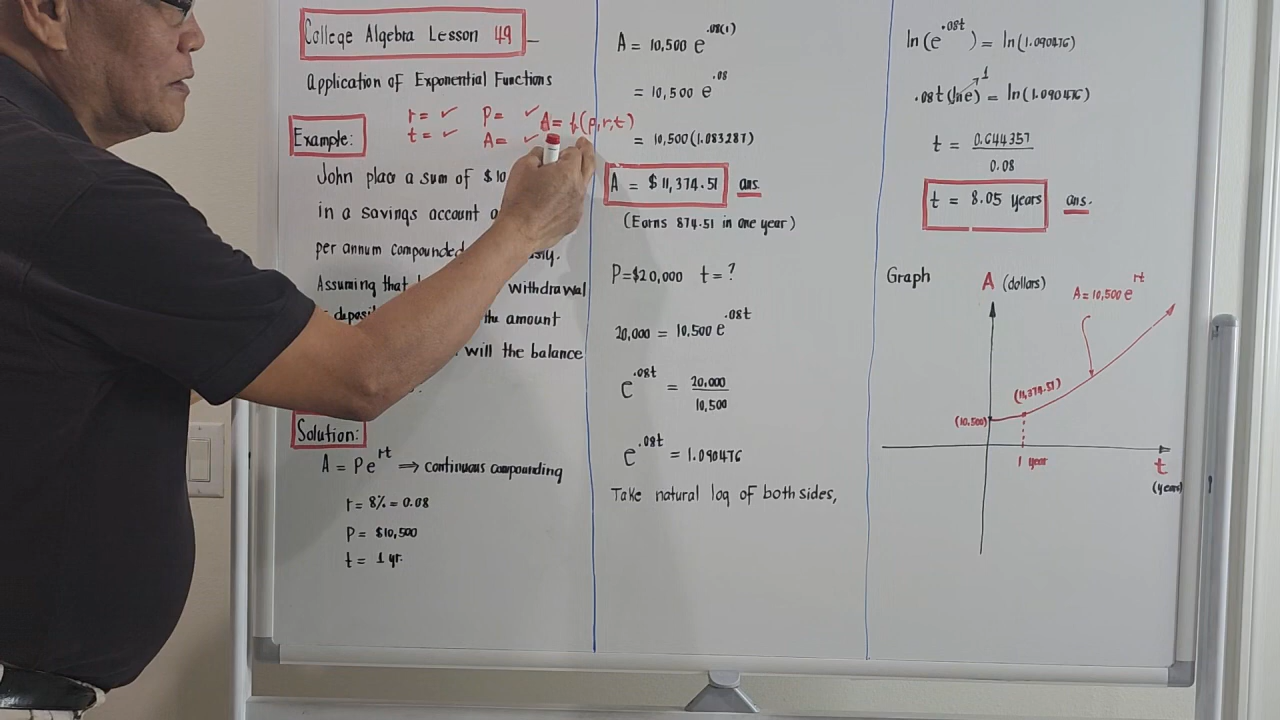 College Algebra Lesson 49
Application of Exponential Functions
r = ✓ P = ✓ A = f(p,r,t)
t = ✓ A = ✓
Example:
John place a sum of $10
in a savings account
per annum compounded
Assuming that withdrawal
the amount
will the balance
Solution:
A = Pe^rt ⟹ continuous compounding
r = 8% = 0.08
P = $10,500
t = 1 yr.
A = 10,500 e^.08(1)
= 10,500 e^.08
= 10,500(1.083287)
A = $11,374.51 ans.
(Earns 874.51 in one year)
P=$20,000 t = ?
20,000 = 10,500 e^.08t
e^.08t = 20,000/10,500
e^.08t = 1.090476
Take natural log of both sides,
ln(e^.08t) = ln(1.090476)
.08t(lne)^1 = ln(1.090476)
t = 0.644357/0.08
t = 8.05 years ans.
Graph
A (dollars)
A = 10,500 e^rt
(11,374.51)
(10,500)
1 year
t
(years)